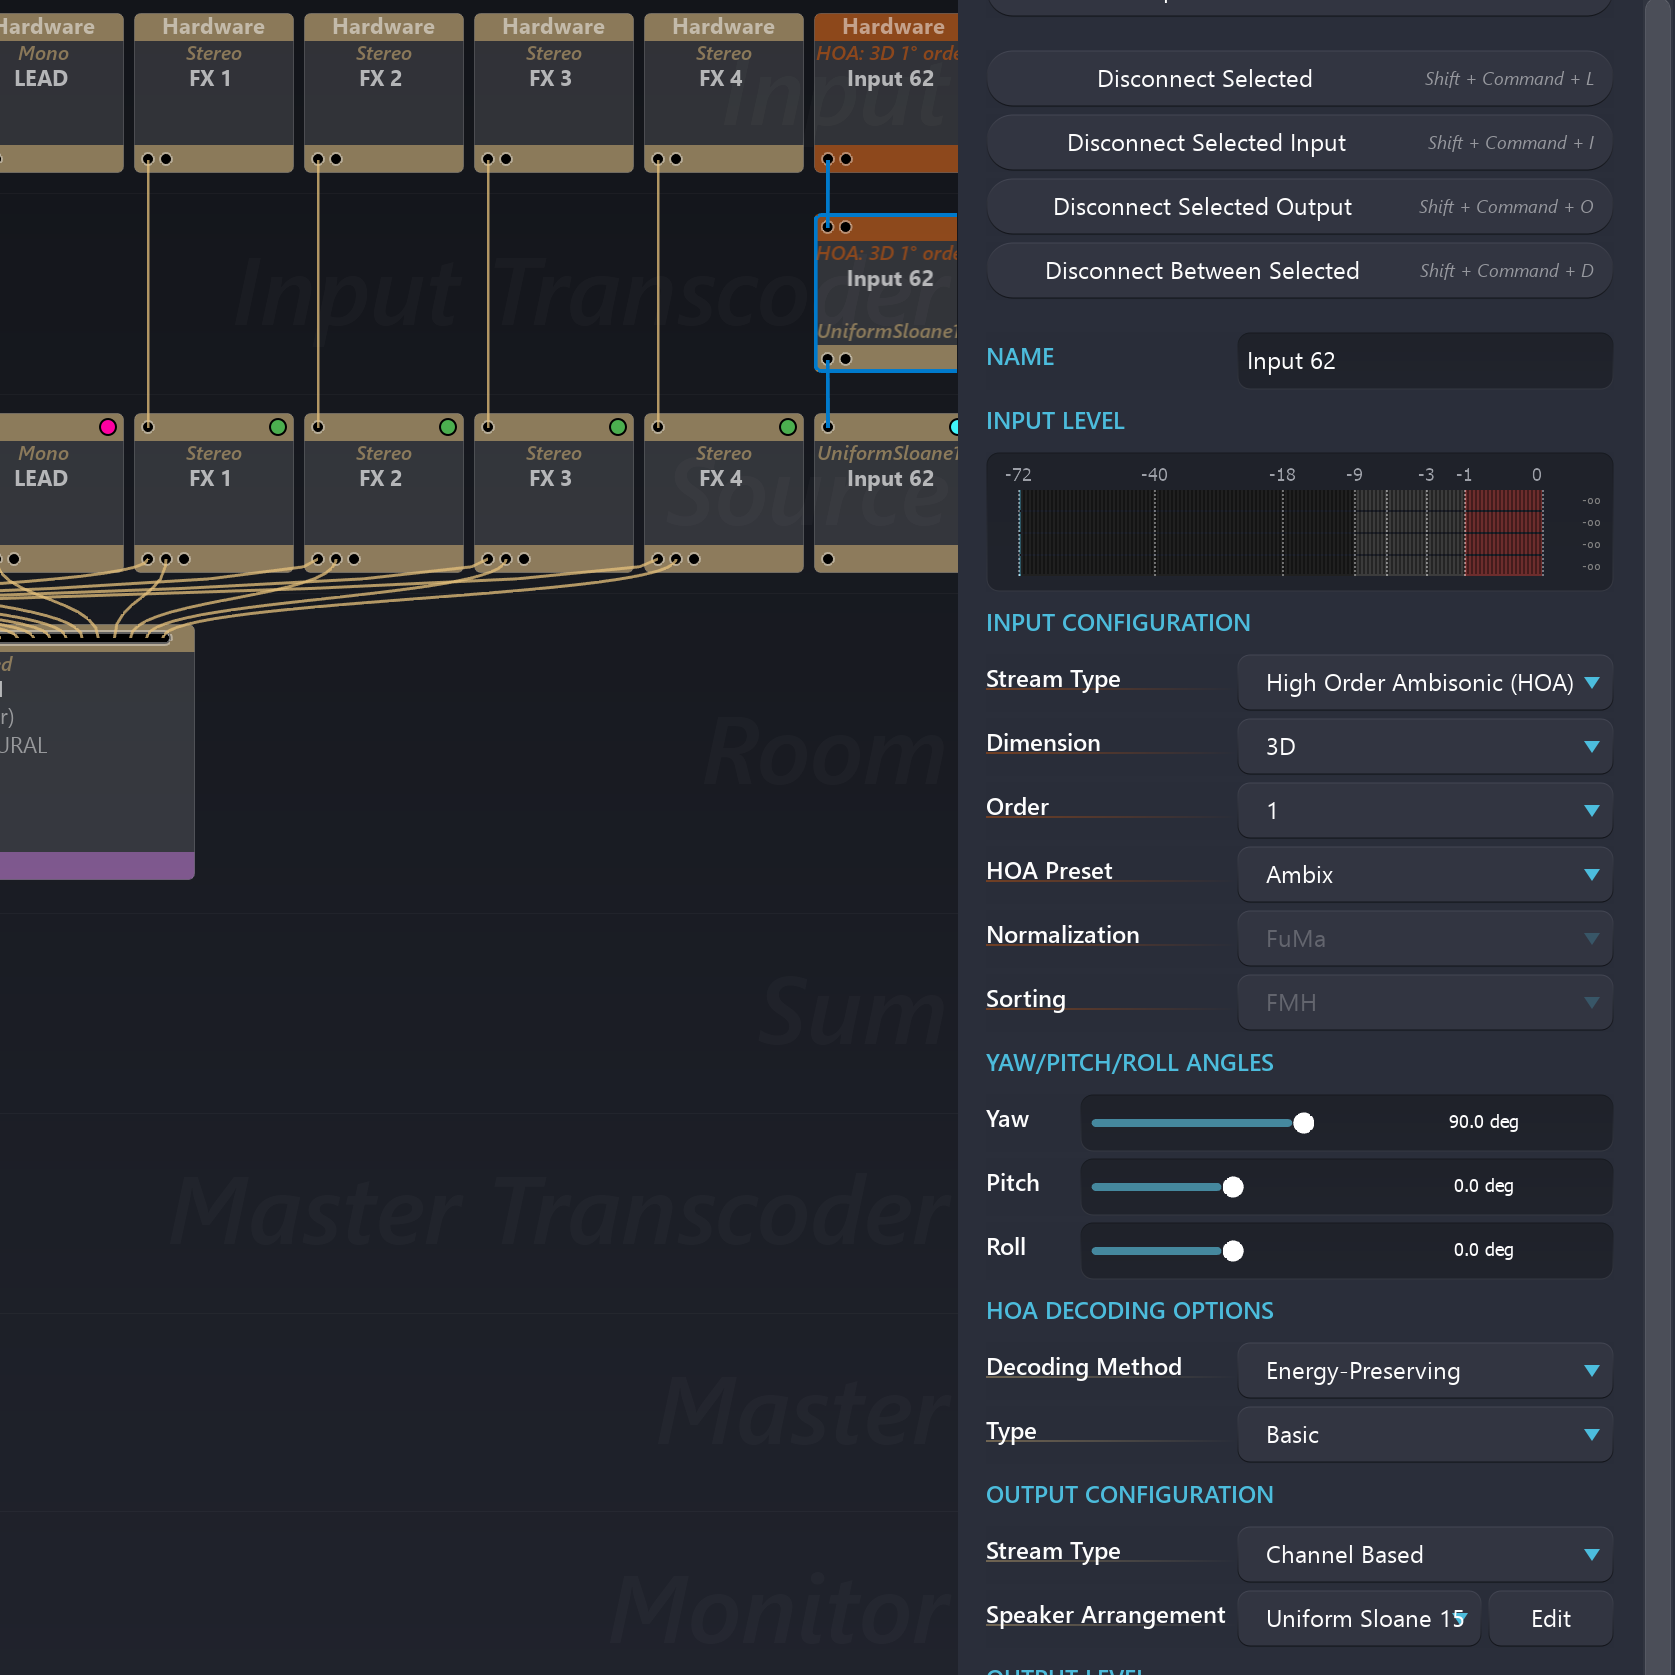 Hardware Hardware Hardware Hardware Hardware Hardware
Mono Stereo Stereo Stereo Stereo HOA: 3D 1° orde
LEAD FX 1 FX 2 FX 3 FX 4 Input 62
Input
HOA: 3D 1° orde
Input 62
UniformSloane1
Input Transcoder
Mono Stereo Stereo Stereo Stereo UniformSloane1
LEAD FX 1 FX 2 FX 3 FX 4 Input 62
Source
URAL
Room
Sum
Master Transcoder
Master
Monitor
Disconnect Selected Shift + Command + L
Disconnect Selected Input Shift + Command + I
Disconnect Selected Output Shift + Command + O
Disconnect Between Selected Shift + Command + D
NAME Input 62
INPUT LEVEL
-72 -40 -18 -9 -3 -1 0
-oo
-oo
-oo
-oo
INPUT CONFIGURATION
Stream Type High Order Ambisonic (HOA)
Dimension 3D
Order 1
HOA Preset Ambix
Normalization FuMa
Sorting FMH
YAW/PITCH/ROLL ANGLES
Yaw 90.0 deg
Pitch 0.0 deg
Roll 0.0 deg
HOA DECODING OPTIONS
Decoding Method Energy-Preserving
Type Basic
OUTPUT CONFIGURATION
Stream Type Channel Based
Speaker Arrangement Uniform Sloane 15 Edit
OUTPUT LEVEL